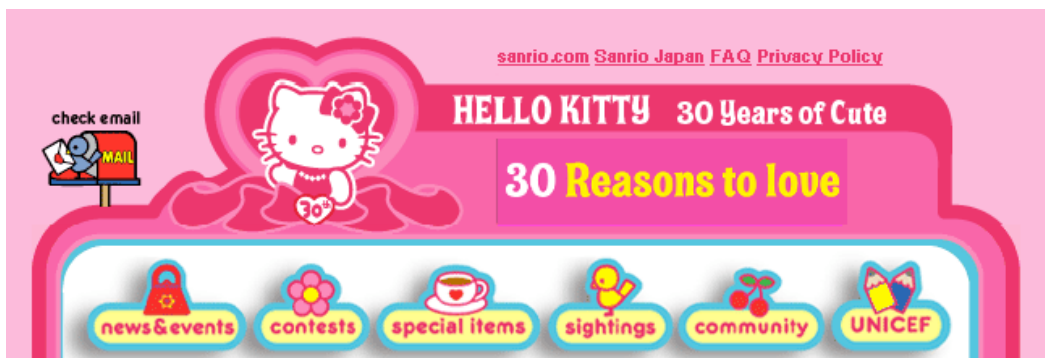 sanrio.com Sanrio Japan FAQ Privacy Policy
check email
MAIL
HELLO KITTY 30 Years of Cute
30 Reasons to love
30th
news&events contests special items sightings community UNICEF